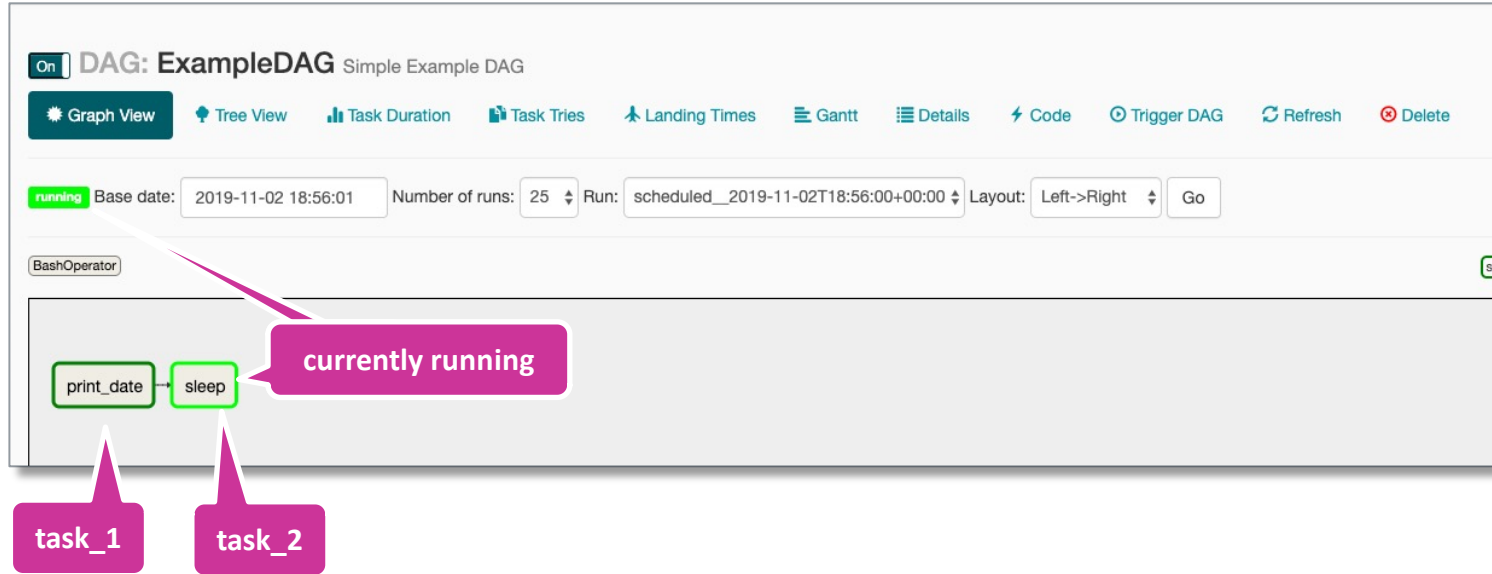 On DAG: ExampleDAG Simple Example DAG
Graph View Tree View Task Duration Task Tries Landing Times Gantt Details Code Trigger DAG Refresh Delete
running Base date: 2019-11-02 18:56:01 Number of runs: 25 Run: scheduled__2019-11-02T18:56:00+00:00 Layout: Left->Right Go
BashOperator s
currently running
print_date sleep
task_1 task_2